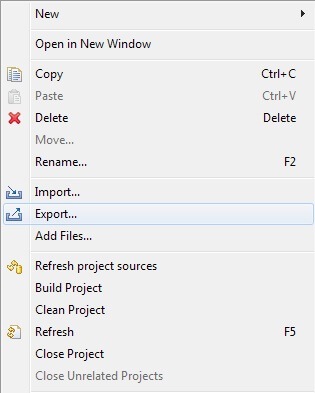 New
Open in New Window
Copy Ctrl+C
Paste Ctrl+V
Delete Delete
Move...
Rename... F2
Import...
Export...
Add Files...
Refresh project sources
Build Project
Clean Project
Refresh F5
Close Project
Close Unrelated Projects